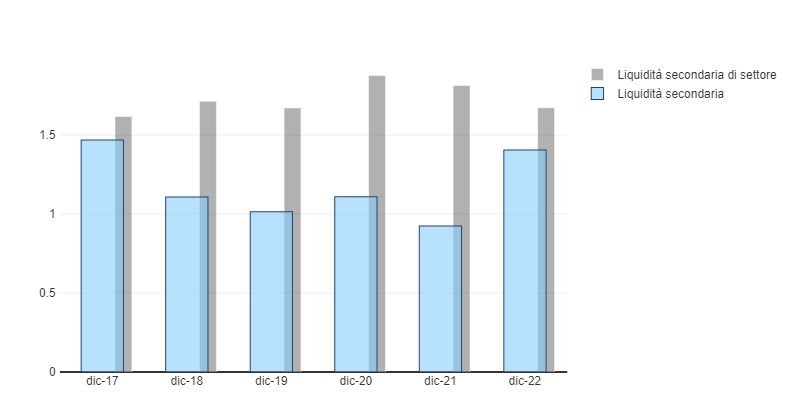 Liquidità secondaria di settore
Liquidità secondaria
1.5
1
0.5
0
dic-17 dic-18 dic-19 dic-20 dic-21 dic-22